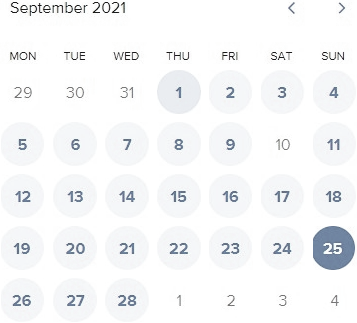 September 2021
MON TUE WED THU FRI SAT SUN
29 30 31 1 2 3 4
5 6 7 8 9 10 11
12 13 14 15 16 17 18
19 20 21 22 23 24 25
26 27 28 1 2 3 4